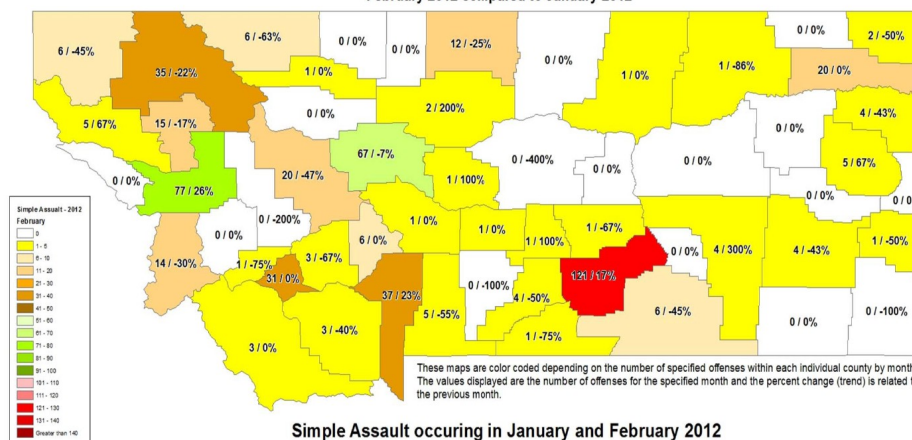 February 2012 compared to January 2012
6 / -45%
6 / -63%
0 / 0%
0 / 0%
12 / -25%
0 / 0%
0 / 0%
2 / -50%
35 / -22%
1 / 0%
1 / 0%
1 / -86%
20 / 0%
0 / 0%
2 / 200%
4 / -43%
5 / 67%
15 / -17%
0 / 0%
67 / -7%
0 / -400%
0 / 0%
0 / 0%
5 / 67%
0 / 0%
77 / 26%
20 / -47%
1 / 100%
0 / 0%
0 / 0
0 / 0%
0 / -200%
1 / 0%
1 / 0%
1 / 100%
1 / -67%
0 / 0%
4 / 300%
4 / -43%
1 / -50%
6 / 0%
3 / -67%
14 / -30%
1 / -75%
31 / 0%
37 / 23%
0 / -100%
121 / 17%
4 / -50%
5 / -55%
6 / -45%
0 / 0%
0 / -100%
3 / -40%
1 / -75%
3 / 0%
Simple Assualt - 2012
February
0
1 - 5
6 - 10
11 - 20
21 - 30
31 - 40
41 - 50
51 - 60
61 - 70
71 - 80
81 - 90
91 - 100
101 - 110
111 - 120
121 - 130
131 - 140
Greater than 140
These maps are color coded depending on the number of specified offenses within each individual county by month
The values displayed are the number of offenses for the specified month and the percent change (trend) is related
the previous month.
Simple Assault occuring in January and February 2012